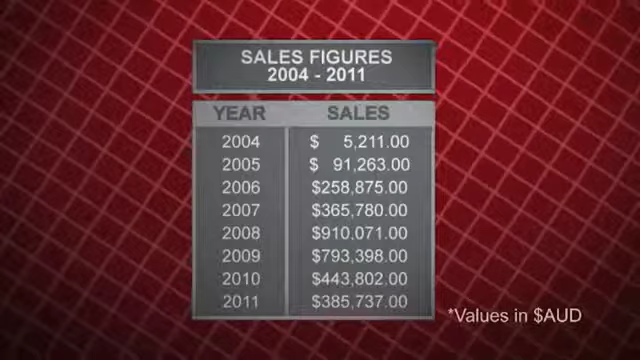 SALES FIGURES
2004 - 2011
YEAR SALES
2004 $ 5,211.00
2005 $ 91,263.00
2006 $258,875.00
2007 $365,780.00
2008 $910,071.00
2009 $793,398.00
2010 $443,802.00
2011 $385,737.00
*Values in $AUD